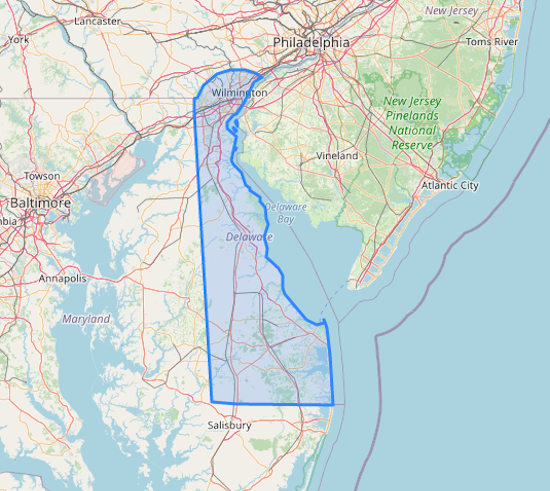 New Jersey
Lancaster
York
Philadelphia
Toms River
Wilmington
New Jersey
Pinelands
National
Reserve
Vineland
Towson
Atlantic City
Baltimore
Delaware
Bay
mbia
Delaware
Annapolis
Maryland
Salisbury